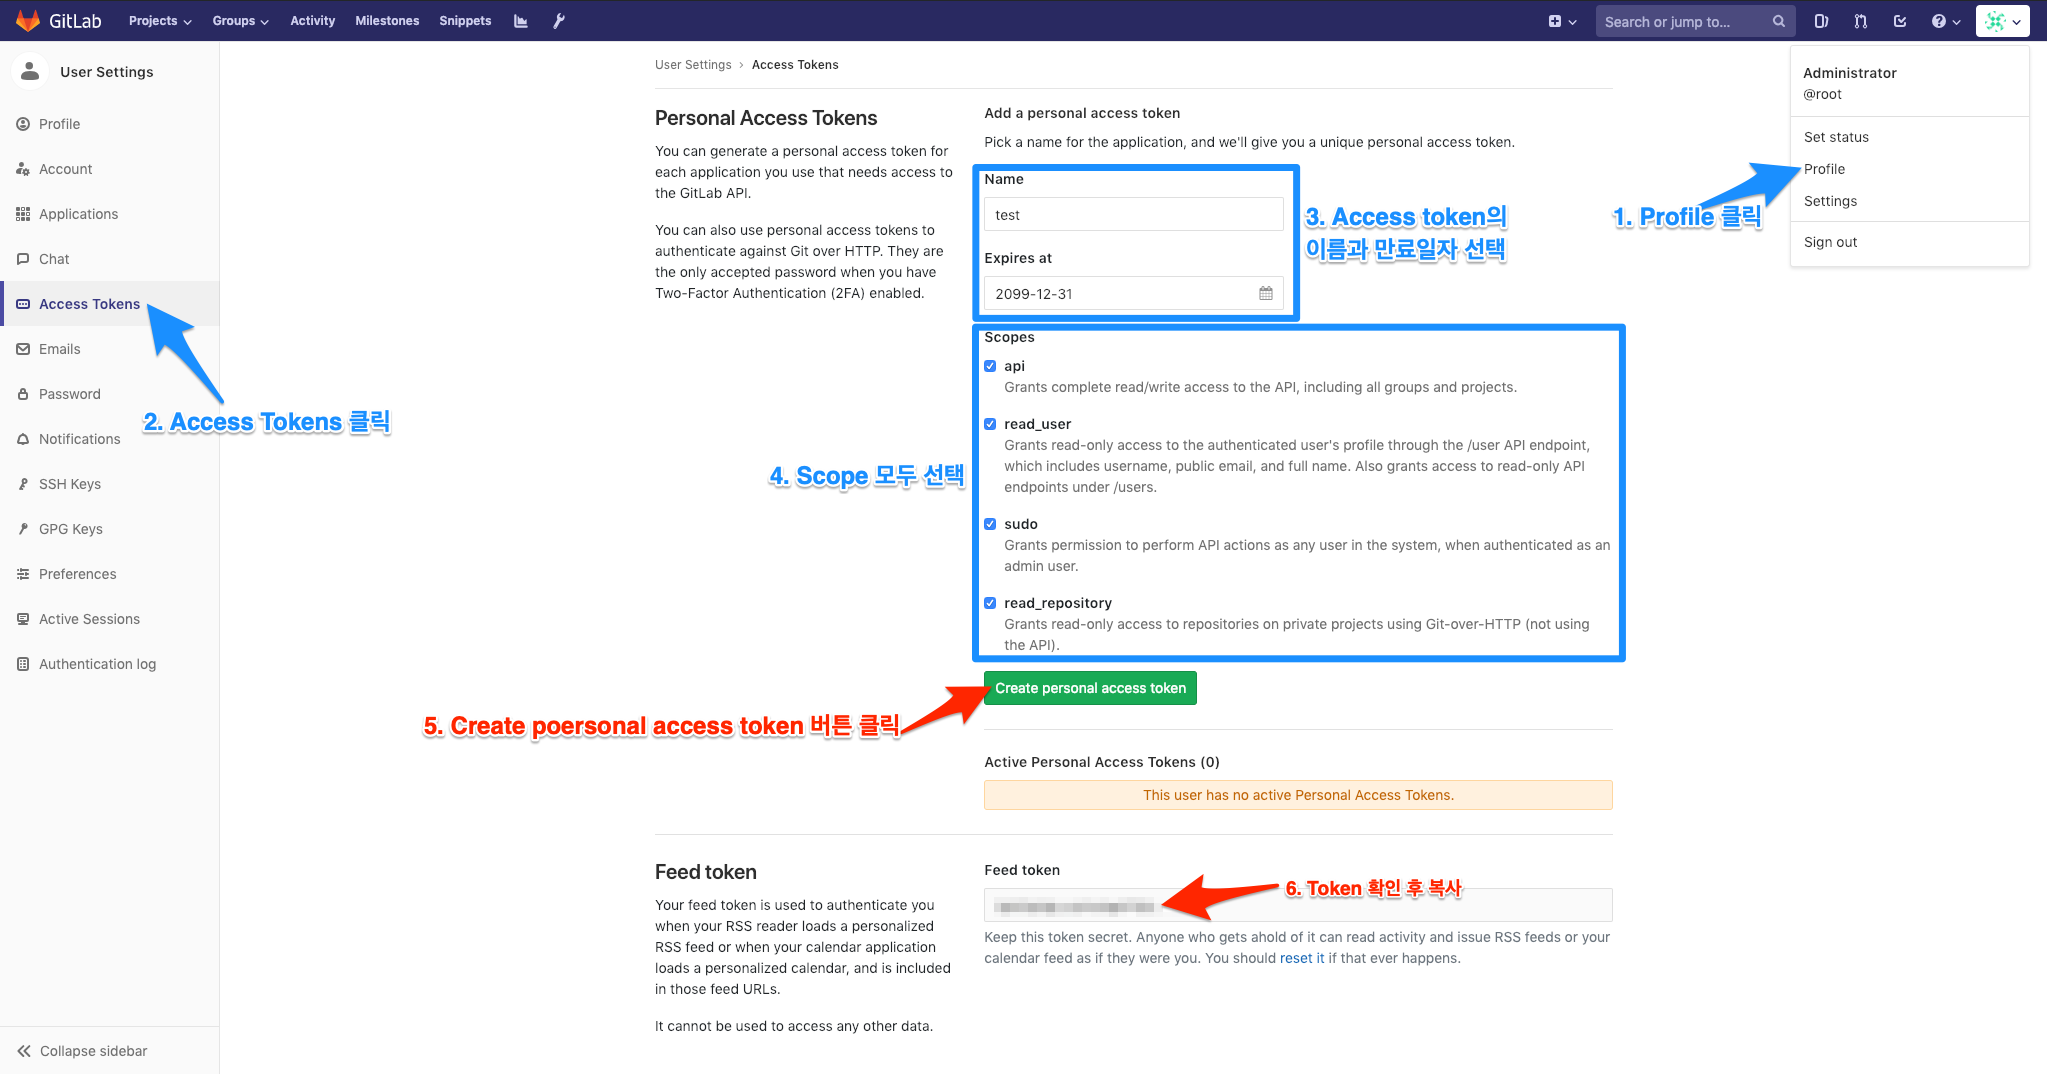 GitLab
Projects Groups Activity Milestones Snippets
Search or jump to...
User Settings
Profile
Account
Applications
Chat
Access Tokens
Emails
Password
Notifications
SSH Keys
GPG Keys
Preferences
Active Sessions
Authentication log
Collapse sidebar
2. Access Tokens 클릭
User Settings › Access Tokens
Personal Access Tokens
You can generate a personal access token for
each application you use that needs access to
the GitLab API.
You can also use personal access tokens to
authenticate against Git over HTTP. They are
the only accepted password when you have
Two-Factor Authentication (2FA) enabled.
Add a personal access token
Pick a name for the application, and we'll give you a unique personal access token.
Name
test
Expires at
2099-12-31
3. Access token의
이름과 만료일자 선택
Scopes
api
Grants complete read/write access to the API, including all groups and projects.
read_user
Grants read-only access to the authenticated user's profile through the /user API endpoint,
which includes username, public email, and full name. Also grants access to read-only API
endpoints under /users.
sudo
Grants permission to perform API actions as any user in the system, when authenticated as an
admin user.
read_repository
Grants read-only access to repositories on private projects using Git-over-HTTP (not using
the API).
4. Scope 모두 선택
Create personal access token
5. Create poersonal access token 버튼 클릭
Active Personal Access Tokens (0)
This user has no active Personal Access Tokens.
Feed token
Your feed token is used to authenticate you
when your RSS reader loads a personalized
RSS feed or when your calendar application
loads a personalized calendar, and is included
in those feed URLs.
It cannot be used to access any other data.
Feed token
6. Token 확인 후 복사
Keep this token secret. Anyone who gets ahold of it can read activity and issue RSS feeds or your
calendar feed as if they were you. You should reset it if that ever happens.
Administrator
@root
Set status
Profile
Settings
Sign out
1. Profile 클릭